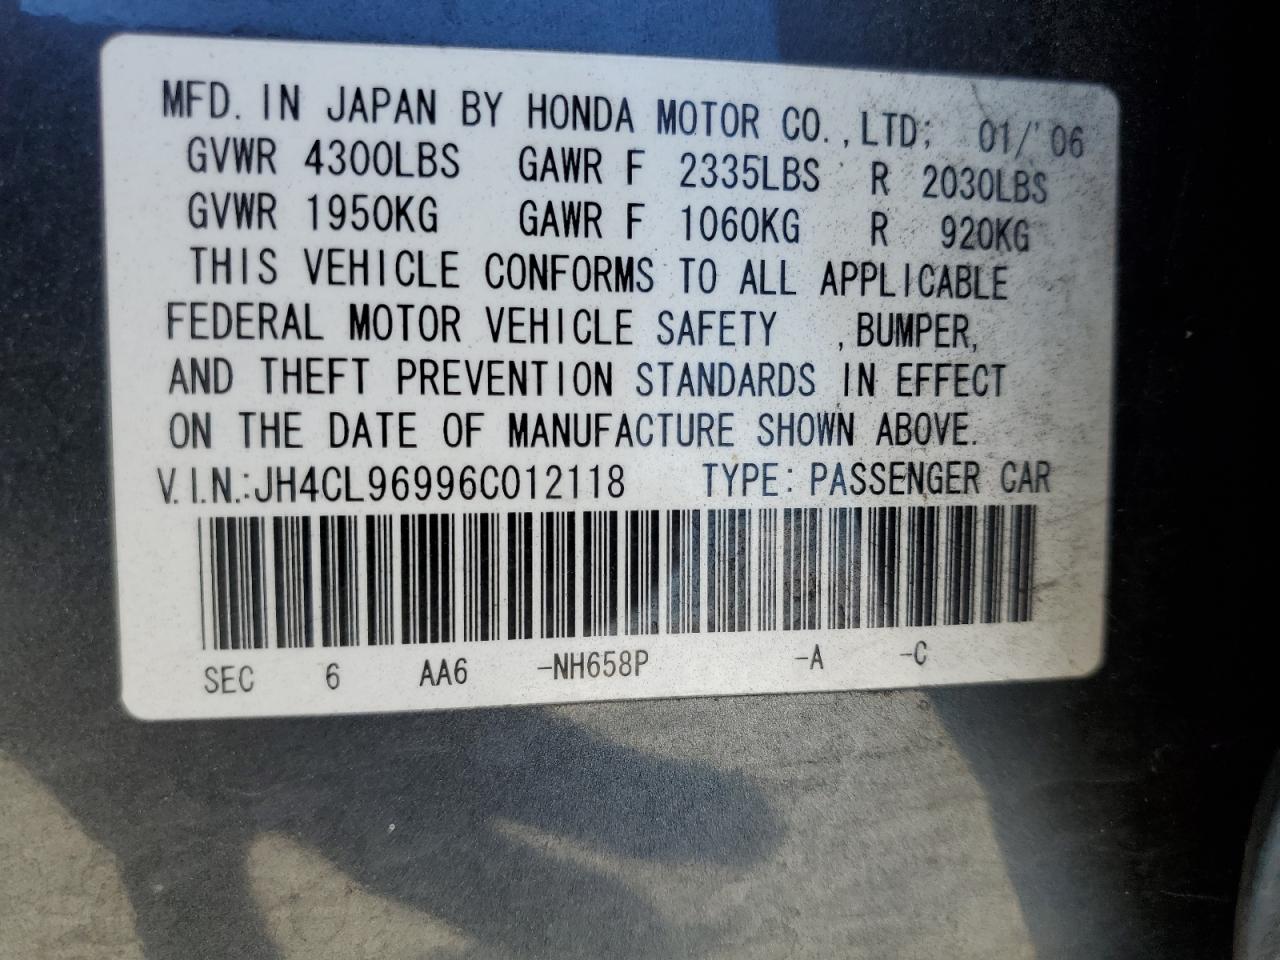 MFD. IN JAPAN BY HONDA MOTOR CO.,LTD; 01/'06
GVWR 4300LBS GAWR F 2335LBS R 2030LBS
GVWR 1950KG GAWR F 1060KG R 920KG
THIS VEHICLE CONFORMS TO ALL APPLICABLE
FEDERAL MOTOR VEHICLE SAFETY ,BUMPER,
AND THEFT PREVENTION STANDARDS IN EFFECT
ON THE DATE OF MANUFACTURE SHOWN ABOVE.
V.I.N.:JH4CL96996C012118 TYPE:PASSENGER CAR
SEC 6 AA6 -NH658P -A -C